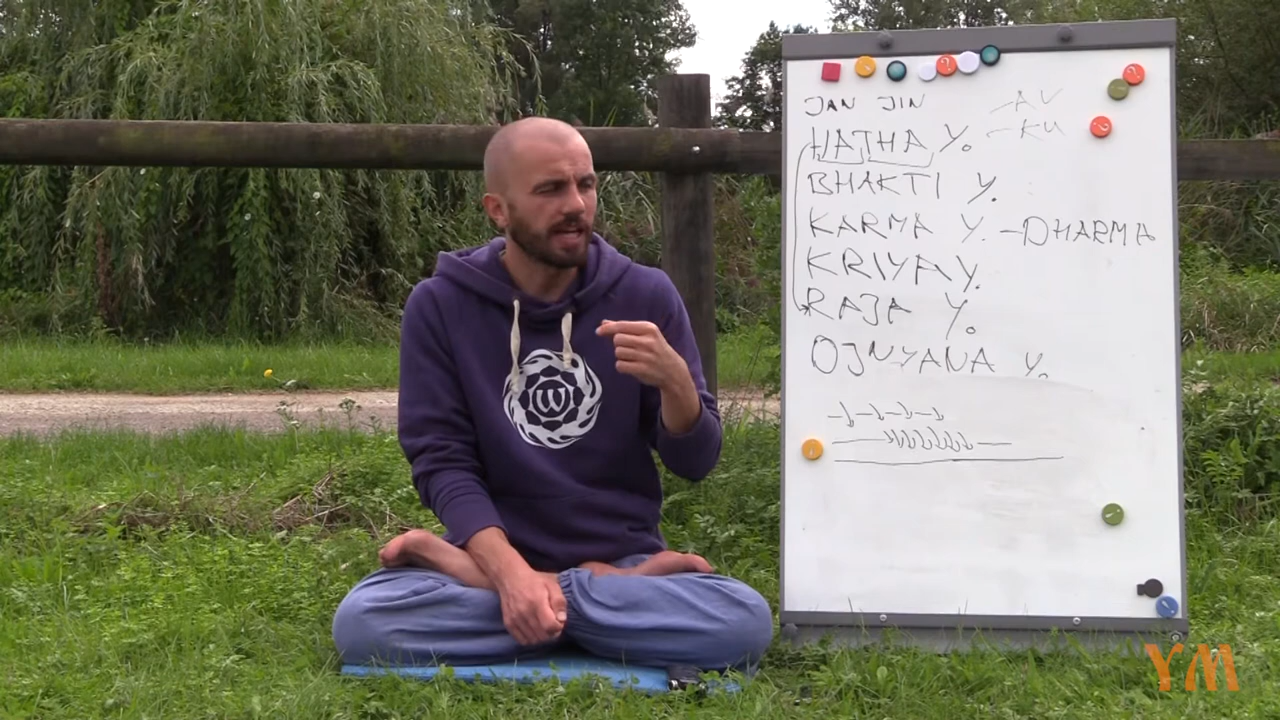 JAN JIN -AV
HATHA Y. -KU
BHAKTI Y.
KARMA Y. -DHARMA
KRIYA Y.
RAJA Y.
OJNYANA Y.
W
YM